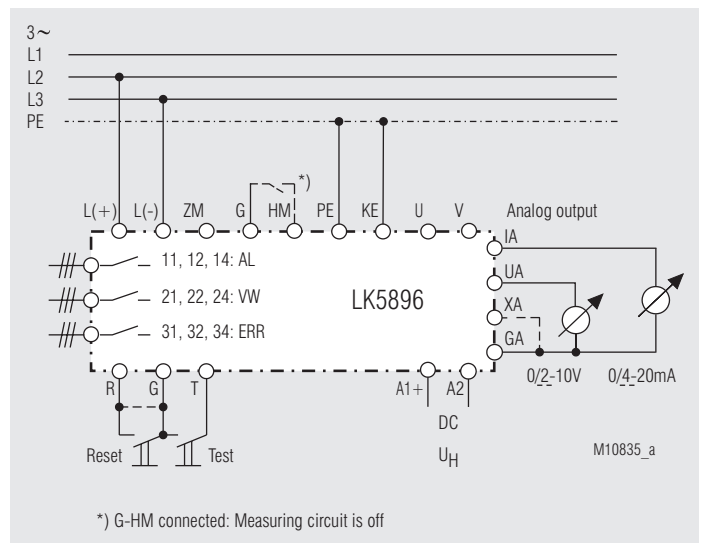 3~
L1
L2
L3
PE
*)
L(+) L(-) ZM G HM PE KE U V Analog output
IA
11, 12, 14: AL
UA
21, 22, 24: VW
LK5896
XA
31, 32, 34: ERR
GA
R G T A1+ A2
0/2-10V 0/4-20mA
DC
Reset Test
UH
M10835_a
*) G-HM connected: Measuring circuit is off